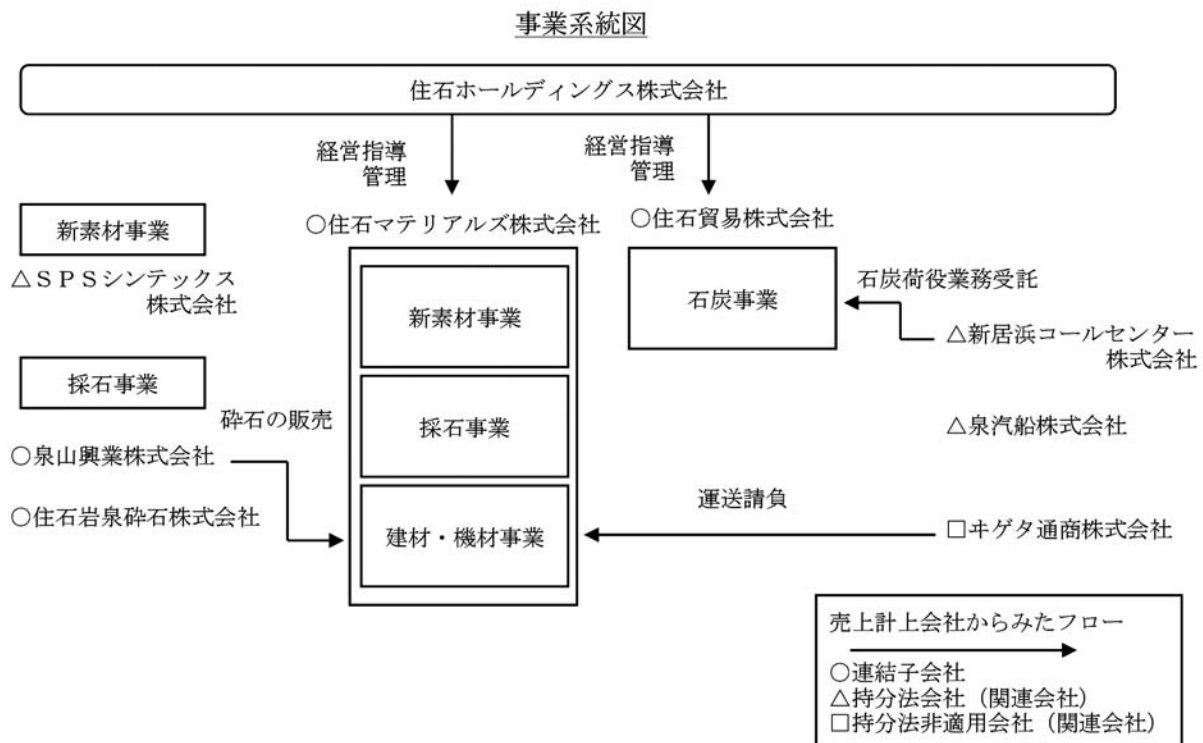 事業系統図
住石ホールディングス株式会社
経営指導
管理
経営指導
管理
新素材事業
△ＳＰＳシンテックス
株式会社
採石事業
砕石の販売
○泉山興業株式会社
○住石岩泉砕石株式会社
○住石マテリアルズ株式会社
新素材事業
採石事業
建材・機材事業
○住石貿易株式会社
石炭事業
石炭荷役業務受託
△新居浜コールセンター
株式会社
△泉汽船株式会社
運送請負
□ヰゲタ通商株式会社
売上計上会社からみたフロー
○連結子会社
△持分法会社（関連会社）
□持分法非適用会社（関連会社）